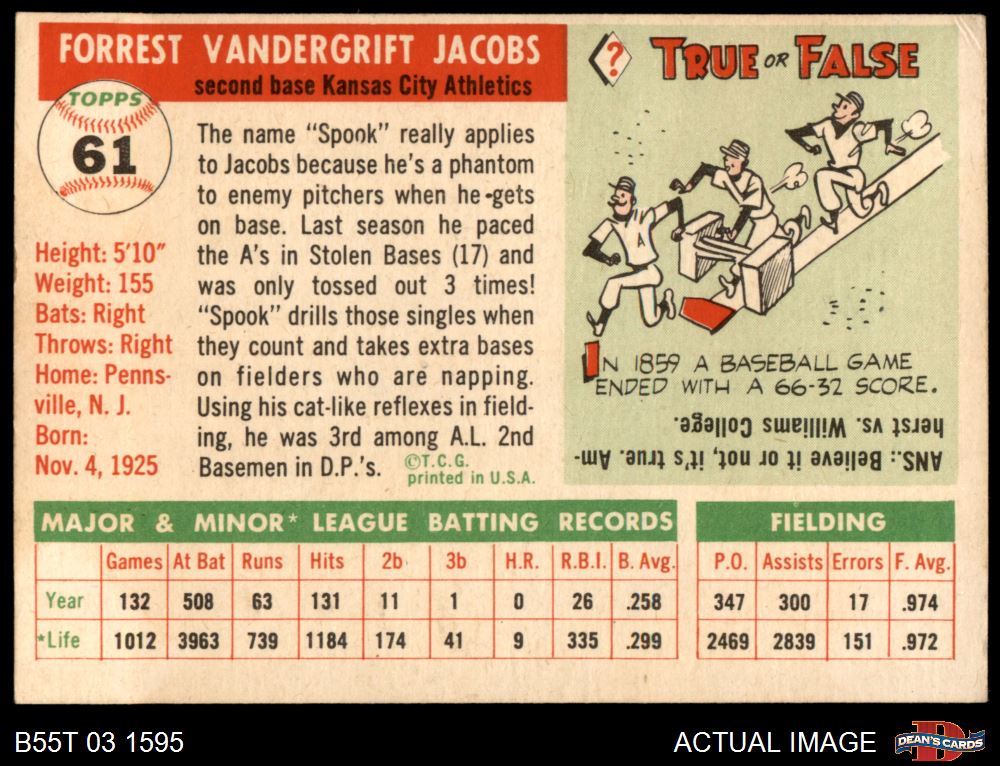 FORREST VANDERGRIFT JACOBS
second base Kansas City Athletics
TOPPS
61
Height: 5'10"
Weight: 155
Bats: Right
Throws: Right
Home: Penns-
ville, N. J.
Born:
Nov. 4, 1925
The name "Spook" really applies
to Jacobs because he's a phantom
to enemy pitchers when he gets
on base. Last season he paced
the A's in Stolen Bases (17) and
was only tossed out 3 times!
"Spook" drills those singles when
they count and takes extra bases
on fielders who are napping.
Using his cat-like reflexes in field-
ing, he was 3rd among A.L. 2nd
Basemen in D.P.'s.
©T.C.G.
printed in U.S.A.
?
TRUE OR FALSE
A
IN 1859 A BASEBALL GAME
ENDED WITH A 66-32 SCORE.
ANS.: Believe it or not, it's true. Am-
herst vs. Williams College.
MAJOR & MINOR* LEAGUE BATTING RECORDS
Games At Bat Runs Hits 2b 3b H.R. R.B.I. B. Avg.
Year 132 508 63 131 11 1 0 26 .258
*Life 1012 3963 739 1184 174 41 9 335 .299
FIELDING
P.O. Assists Errors F. Avg.
347 300 17 .974
2469 2839 151 .972
B55T 03 1595
ACTUAL IMAGE
DEAN'S CARDS